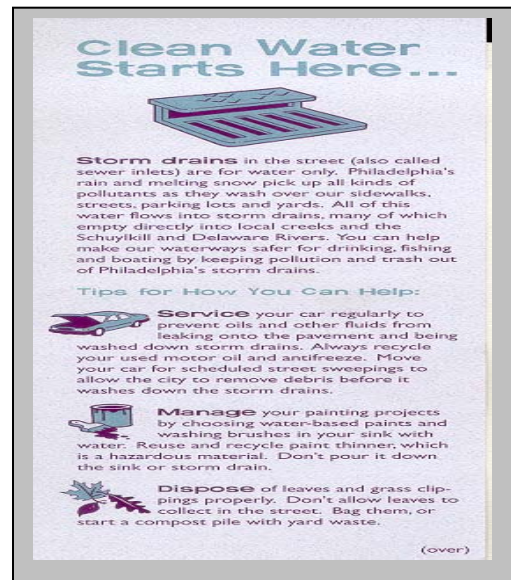 Clean Water
Starts Here...
Storm drains in the street (also called
sewer inlets) are for water only. Philadelphia's
rain and melting snow pick up all kinds of
pollutants as they wash over our sidewalks,
streets, parking lots and yards. All of this
water flows into storm drains, many of which
empty directly into local creeks and the
Schuylkill and Delaware Rivers. You can help
make our waterways safer for drinking, fishing
and boating by keeping pollution and trash out
of Philadelphia's storm drains.
Tips for How You Can Help:
Service your car regularly to
prevent oils and other fluids from
leaking onto the pavement and being
washed down storm drains. Always recycle
your used motor oil and antifreeze. Move
your car for scheduled street sweepings to
allow the city to remove debris before it
washes down the storm drains.
Manage your painting projects
by choosing water-based paints and
washing brushes in your sink with
water. Reuse and recycle paint thinner, which
is a hazardous material. Don't pour it down
the sink or storm drain.
Dispose of leaves and grass clip-
pings properly. Don't allow leaves to
collect in the street. Bag them, or
start a compost pile with yard waste.
(over)